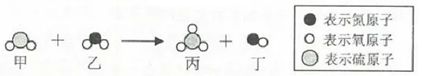 + +
甲 乙 丙 丁
表示氮原子
表示氧原子
表示硫原子